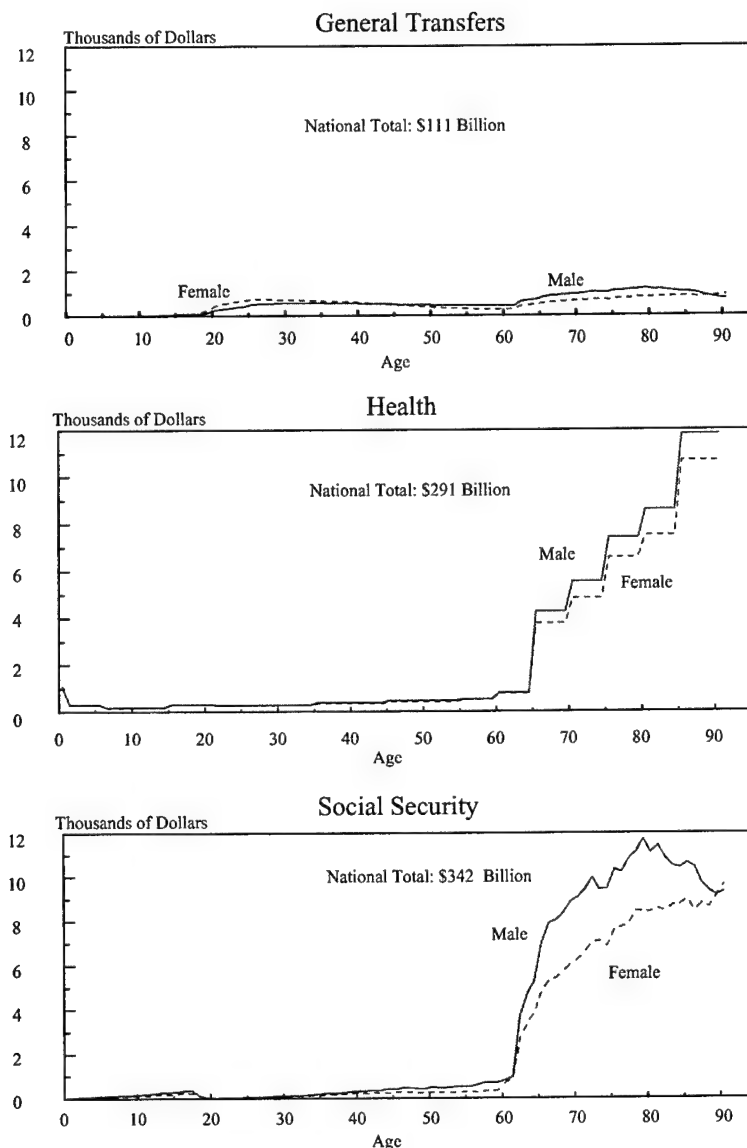 General Transfers
Thousands of Dollars
12
National Total: $111 Billion
10
8
6
4
2
Female
Male
0
0 10 20 30 40 50 60 70 80 90
Age
Health
Thousands of Dollars
12
National Total: $291 Billion
10
8
Male
6
Female
4
2
0
0 10 20 30 40 50 60 70 80 90
Age
Social Security
Thousands of Dollars
12
National Total: $342 Billion
10
8
Male
6
Female
4
2
0
0 10 20 30 40 50 60 70 80 90
Age